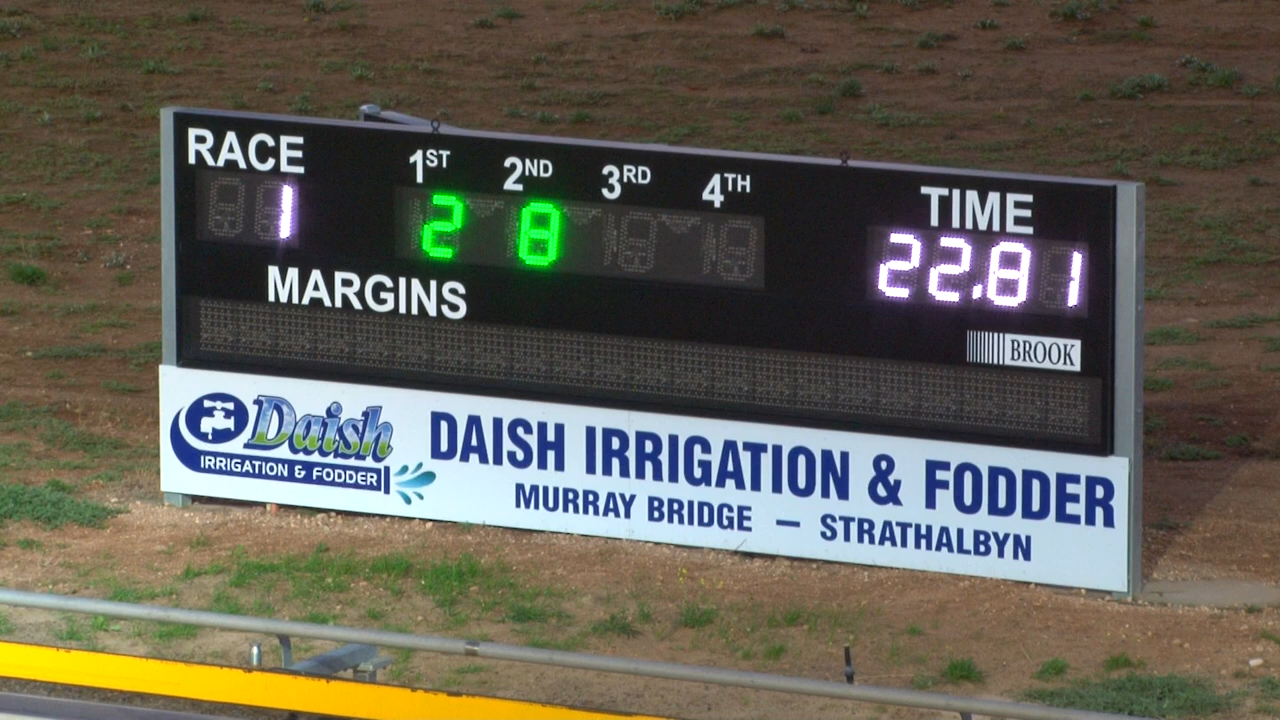 RACE 1ST 2ND 3RD 4TH TIME
1 2 8 22.81
MARGINS
BROOK
Daish
IRRIGATION & FODDER
DAISH IRRIGATION & FODDER
MURRAY BRIDGE – STRATHALBYN